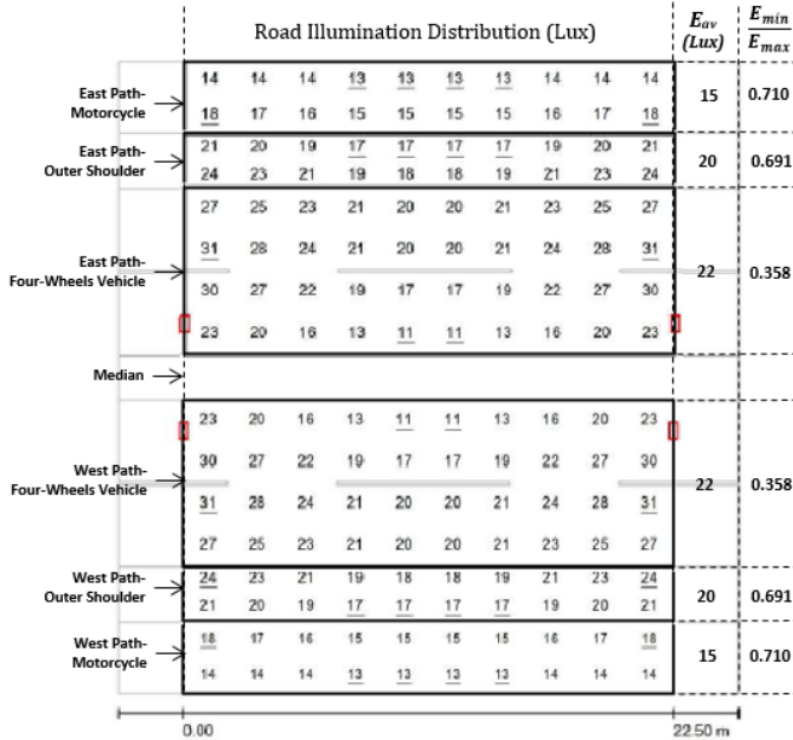 Road Illumination Distribution (Lux)
E_av (Lux)
E_min / E_max
East Path-
Motorcycle
14 14 14 13 13 13 13 14 14 14
18 17 16 15 15 15 15 16 17 18
15 0.710
East Path-
Outer Shoulder
21 20 19 17 17 17 17 19 20 21
24 23 21 19 18 18 19 21 23 24
20 0.691
East Path-
Four-Wheels Vehicle
27 25 23 21 20 20 21 23 25 27
31 28 24 21 20 20 21 24 28 31
30 27 22 19 17 17 19 22 27 30
23 20 16 13 11 11 13 16 20 23
22 0.358
Median
West Path-
Four-Wheels Vehicle
23 20 16 13 11 11 13 16 20 23
30 27 22 19 17 17 19 22 27 30
31 28 24 21 20 20 21 24 28 31
27 25 23 21 20 20 21 23 25 27
22 0.358
West Path-
Outer Shoulder
24 23 21 19 18 18 19 21 23 24
21 20 19 17 17 17 17 19 20 21
20 0.691
West Path-
Motorcycle
18 17 16 15 15 15 15 16 17 18
14 14 14 13 13 13 13 14 14 14
15 0.710
0.00 22.50 m